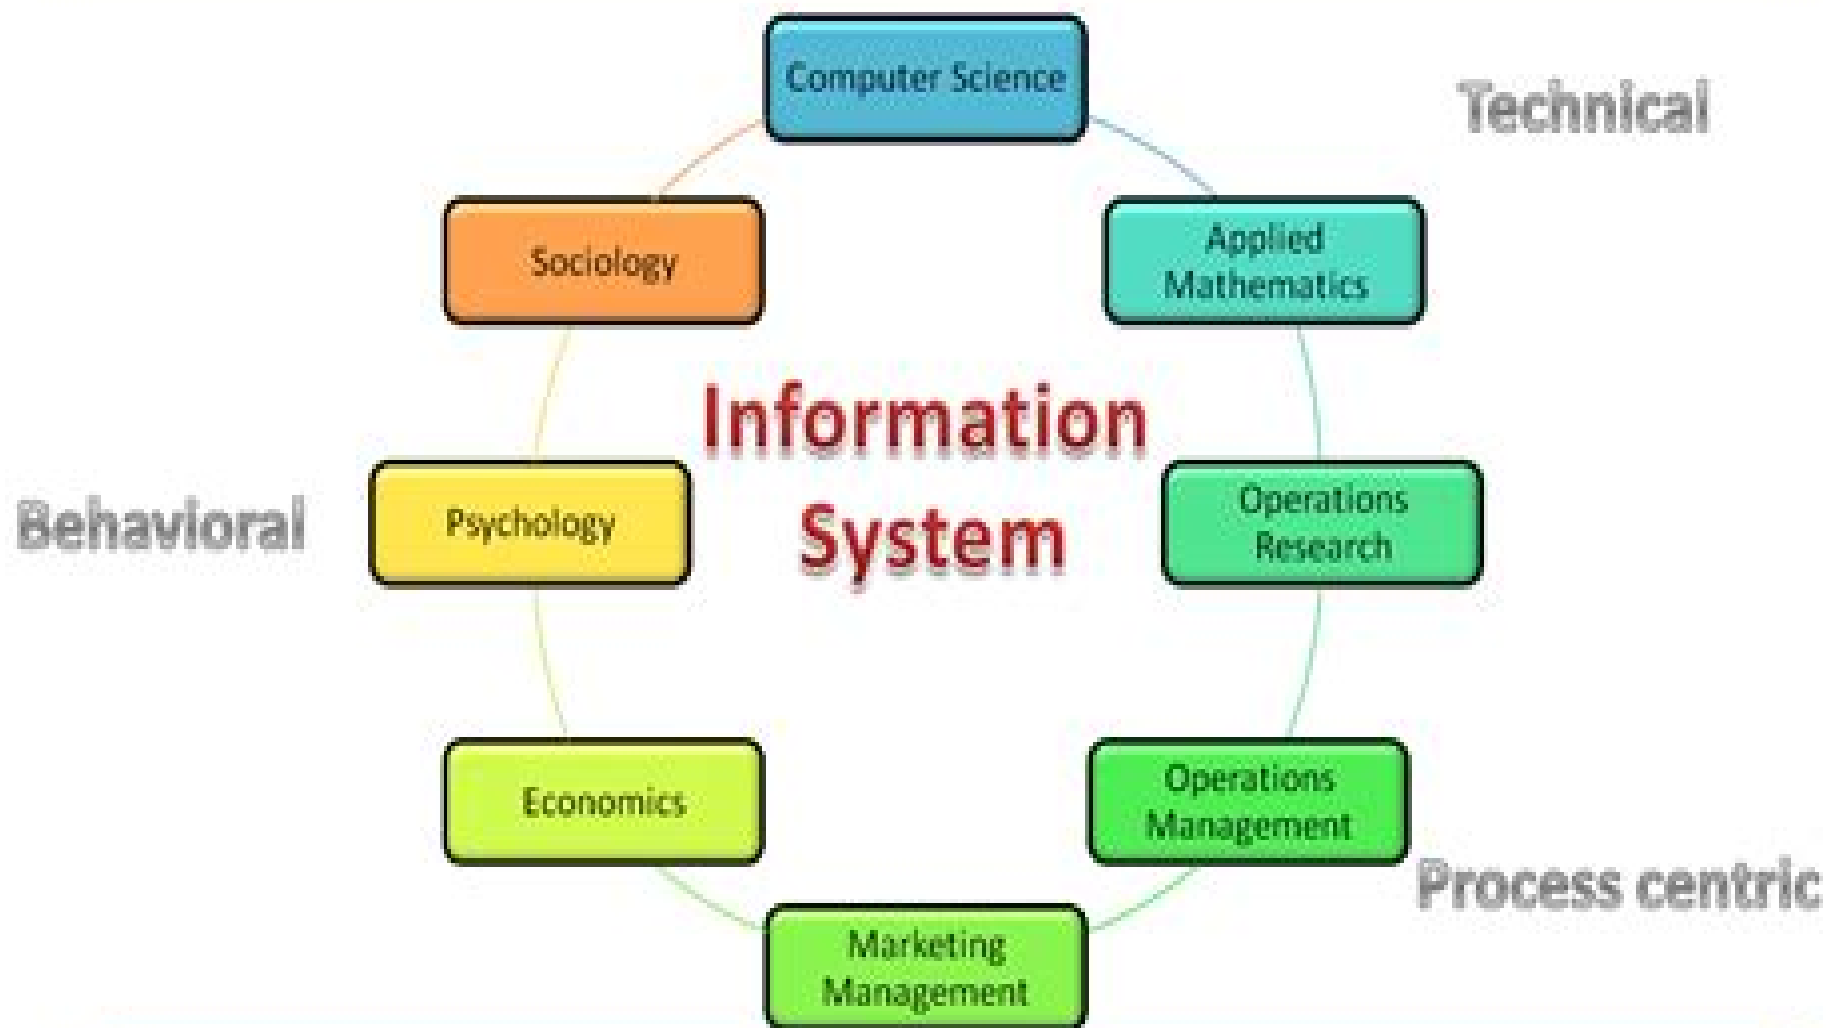 Computer Science
Technical
Sociology
Applied
Mathematics
Information
System
Behavioral
Psychology
Operations
Research
Economics
Operations
Management
Process centric
Marketing
Management